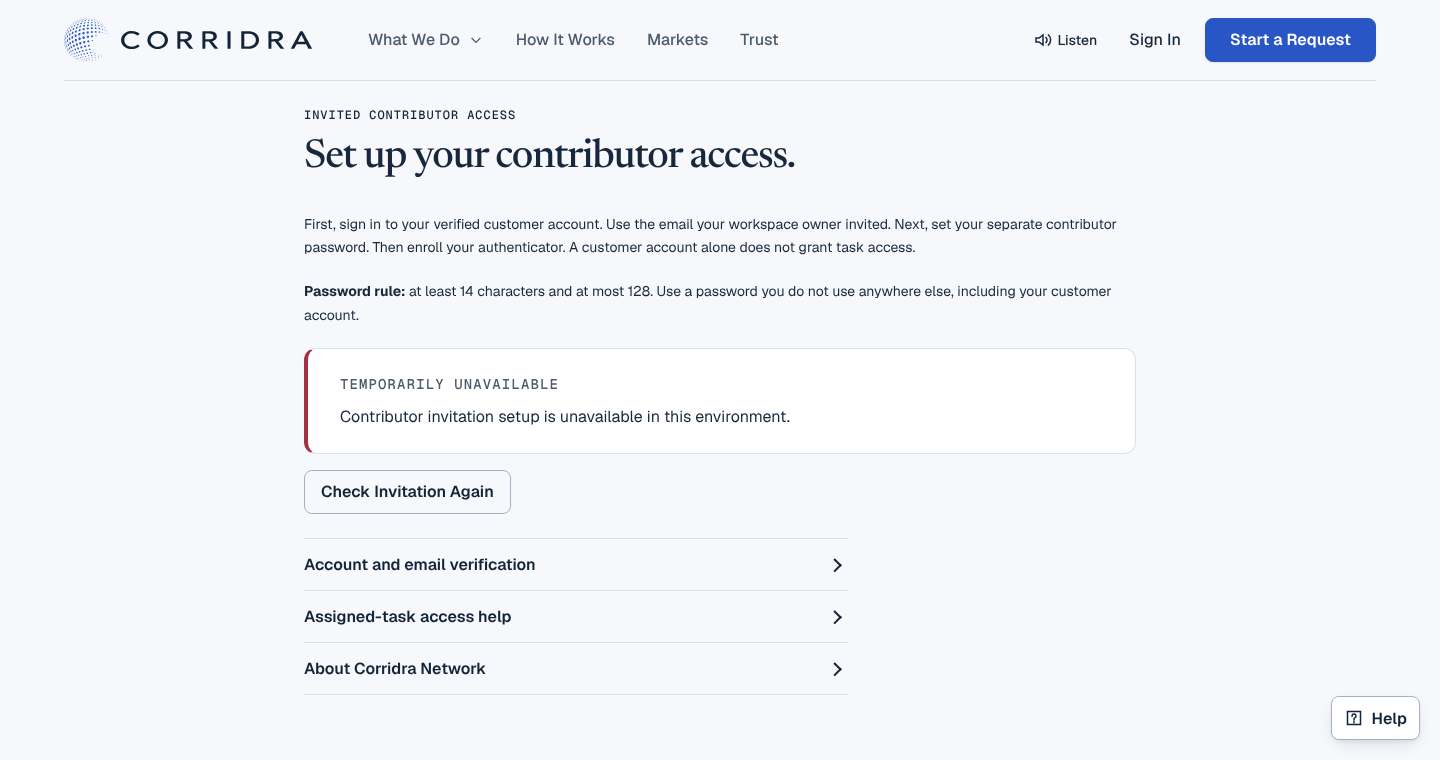 CORRIDRA
What We Do
How It Works
Markets
Trust
Listen
Sign In
Start a Request
INVITED CONTRIBUTOR ACCESS
Set up your contributor access.
First, sign in to your verified customer account. Use the email your workspace owner invited. Next, set your separate contributor
password. Then enroll your authenticator. A customer account alone does not grant task access.
Password rule: at least 14 characters and at most 128. Use a password you do not use anywhere else, including your customer
account.
TEMPORARILY UNAVAILABLE
Contributor invitation setup is unavailable in this environment.
Check Invitation Again
Account and email verification
Assigned-task access help
About Corridra Network
Help